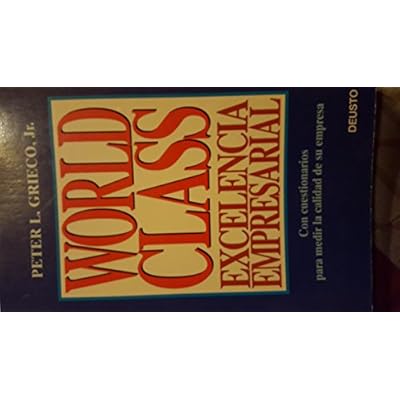 PETER L. GRIECO, Jr.
WORLD
CLASS
EXCELENCIA
EMPRESARIAL
Con cuestionarios
para medir la calidad de su empresa
DEUSTO